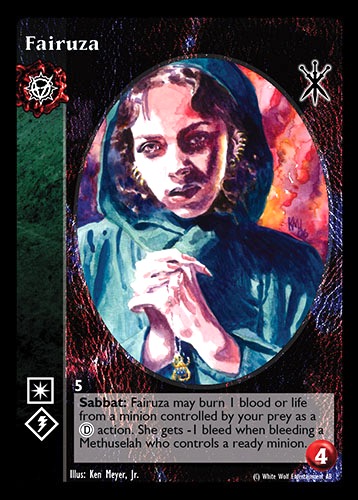 Fairuza
5
Sabbat: Fairuza may burn 1 blood or life
from a minion controlled by your prey as a
D action. She gets -1 bleed when bleeding a
Methuselah who controls a ready minion.
4
Illus: Ken Meyer, Jr.
(C) White Wolf Entertainment AB